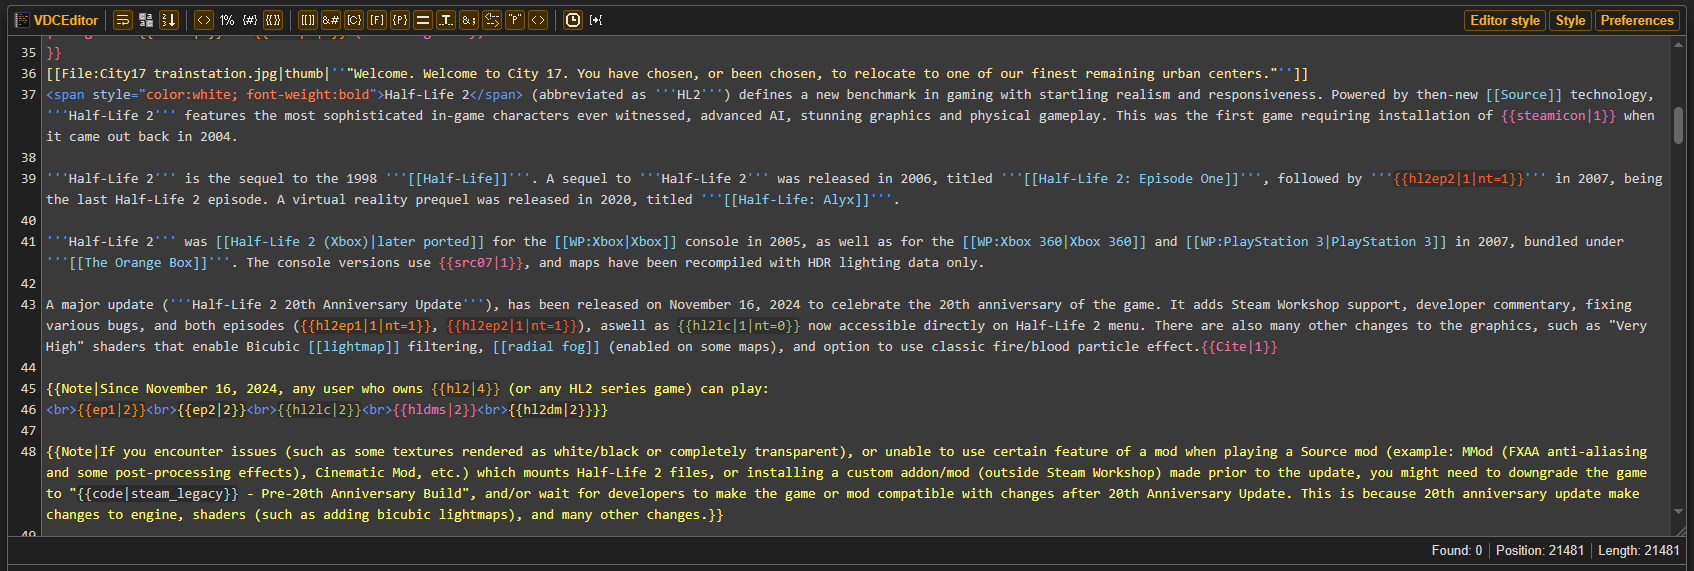 VDCEditor 1% {#} {{}} [[]] &# [C] [F] {P} = .T. &; "P" <> Editor style Style Preferences
35 }}
36 [[File:City17 trainstation.jpg|thumb|''"Welcome. Welcome to City 17. You have chosen, or been chosen, to relocate to one of our finest remaining urban centers."'']]
37 <span style="color:white; font-weight:bold">Half-Life 2</span> (abbreviated as '''HL2''') defines a new benchmark in gaming with startling realism and responsiveness. Powered by then-new [[Source]] technology,
'''Half-Life 2''' features the most sophisticated in-game characters ever witnessed, advanced AI, stunning graphics and physical gameplay. This was the first game requiring installation of {{steamicon|1}} when
it came out back in 2004.
38
39 '''Half-Life 2''' is the sequel to the 1998 '''[[Half-Life]]'''. A sequel to '''Half-Life 2''' was released in 2006, titled '''[[Half-Life 2: Episode One]]''', followed by '''{{hl2ep2|1|nt=1}}''' in 2007, being
the last Half-Life 2 episode. A virtual reality prequel was released in 2020, titled '''[[Half-Life: Alyx]]'''.
40
41 '''Half-Life 2''' was [[Half-Life 2 (Xbox)|later ported]] for the [[WP:Xbox|Xbox]] console in 2005, as well as for the [[WP:Xbox 360|Xbox 360]] and [[WP:PlayStation 3|PlayStation 3]] in 2007, bundled under
'''[[The Orange Box]]'''. The console versions use {{src07|1}}, and maps have been recompiled with HDR lighting data only.
42
43 A major update ('''Half-Life 2 20th Anniversary Update'''), has been released on November 16, 2024 to celebrate the 20th anniversary of the game. It adds Steam Workshop support, developer commentary, fixing
various bugs, and both episodes ({{hl2ep1|1|nt=1}}, {{hl2ep2|1|nt=1}}), aswell as {{hl2lc|1|nt=0}} now accessible directly on Half-Life 2 menu. There are also many other changes to the graphics, such as "Very
High" shaders that enable Bicubic [[lightmap]] filtering, [[radial fog]] (enabled on some maps), and option to use classic fire/blood particle effect.{{Cite|1}}
44
45 {{Note|Since November 16, 2024, any user who owns {{hl2|4}} (or any HL2 series game) can play:
46 <br>{{ep1|2}}<br>{{ep2|2}}<br>{{hl2lc|2}}<br>{{hldms|2}}<br>{{hl2dm|2}}}}
47
48 {{Note|If you encounter issues (such as some textures rendered as white/black or completely transparent), or unable to use certain feature of a mod when playing a Source mod (example: MMod (FXAA anti-aliasing
and some post-processing effects), Cinematic Mod, etc.) which mounts Half-Life 2 files, or installing a custom addon/mod (outside Steam Workshop) made prior to the update, you might need to downgrade the game
to "{{code|steam_legacy}} - Pre-20th Anniversary Build", and/or wait for developers to make the game or mod compatible with changes after 20th Anniversary Update. This is because 20th anniversary update make
changes to engine, shaders (such as adding bicubic lightmaps), and many other changes.}}
49
Found: 0 Position: 21481 Length: 21481